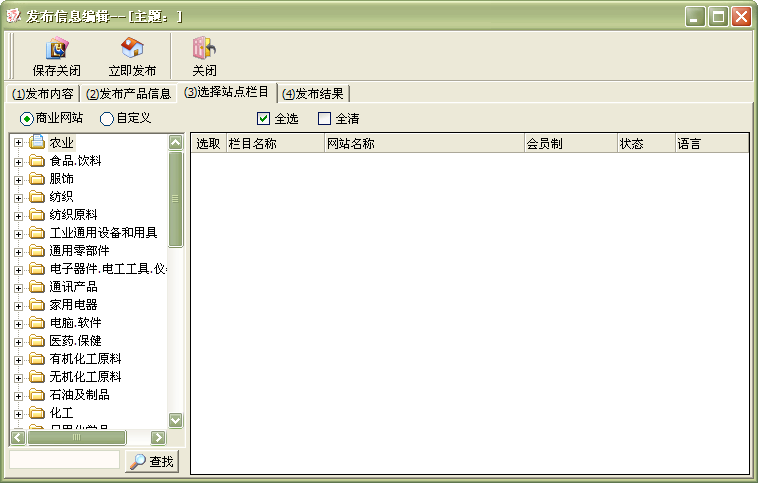 发布信息编辑--[主题：]
保存关闭 立即发布 关闭
(1)发布内容 (2)发布产品信息 (3)选择站点栏目 (4)发布结果
商业网站 自定义 全选 全清
选取 栏目名称 网站名称 会员制 状态 语言
农业
食品.饮料
服饰
纺织
纺织原料
工业通用设备和用具
通用零部件
电子器件.电工工具.仪
通讯产品
家用电器
电脑.软件
医药.保健
有机化工原料
无机化工原料
石油及制品
化工
查找